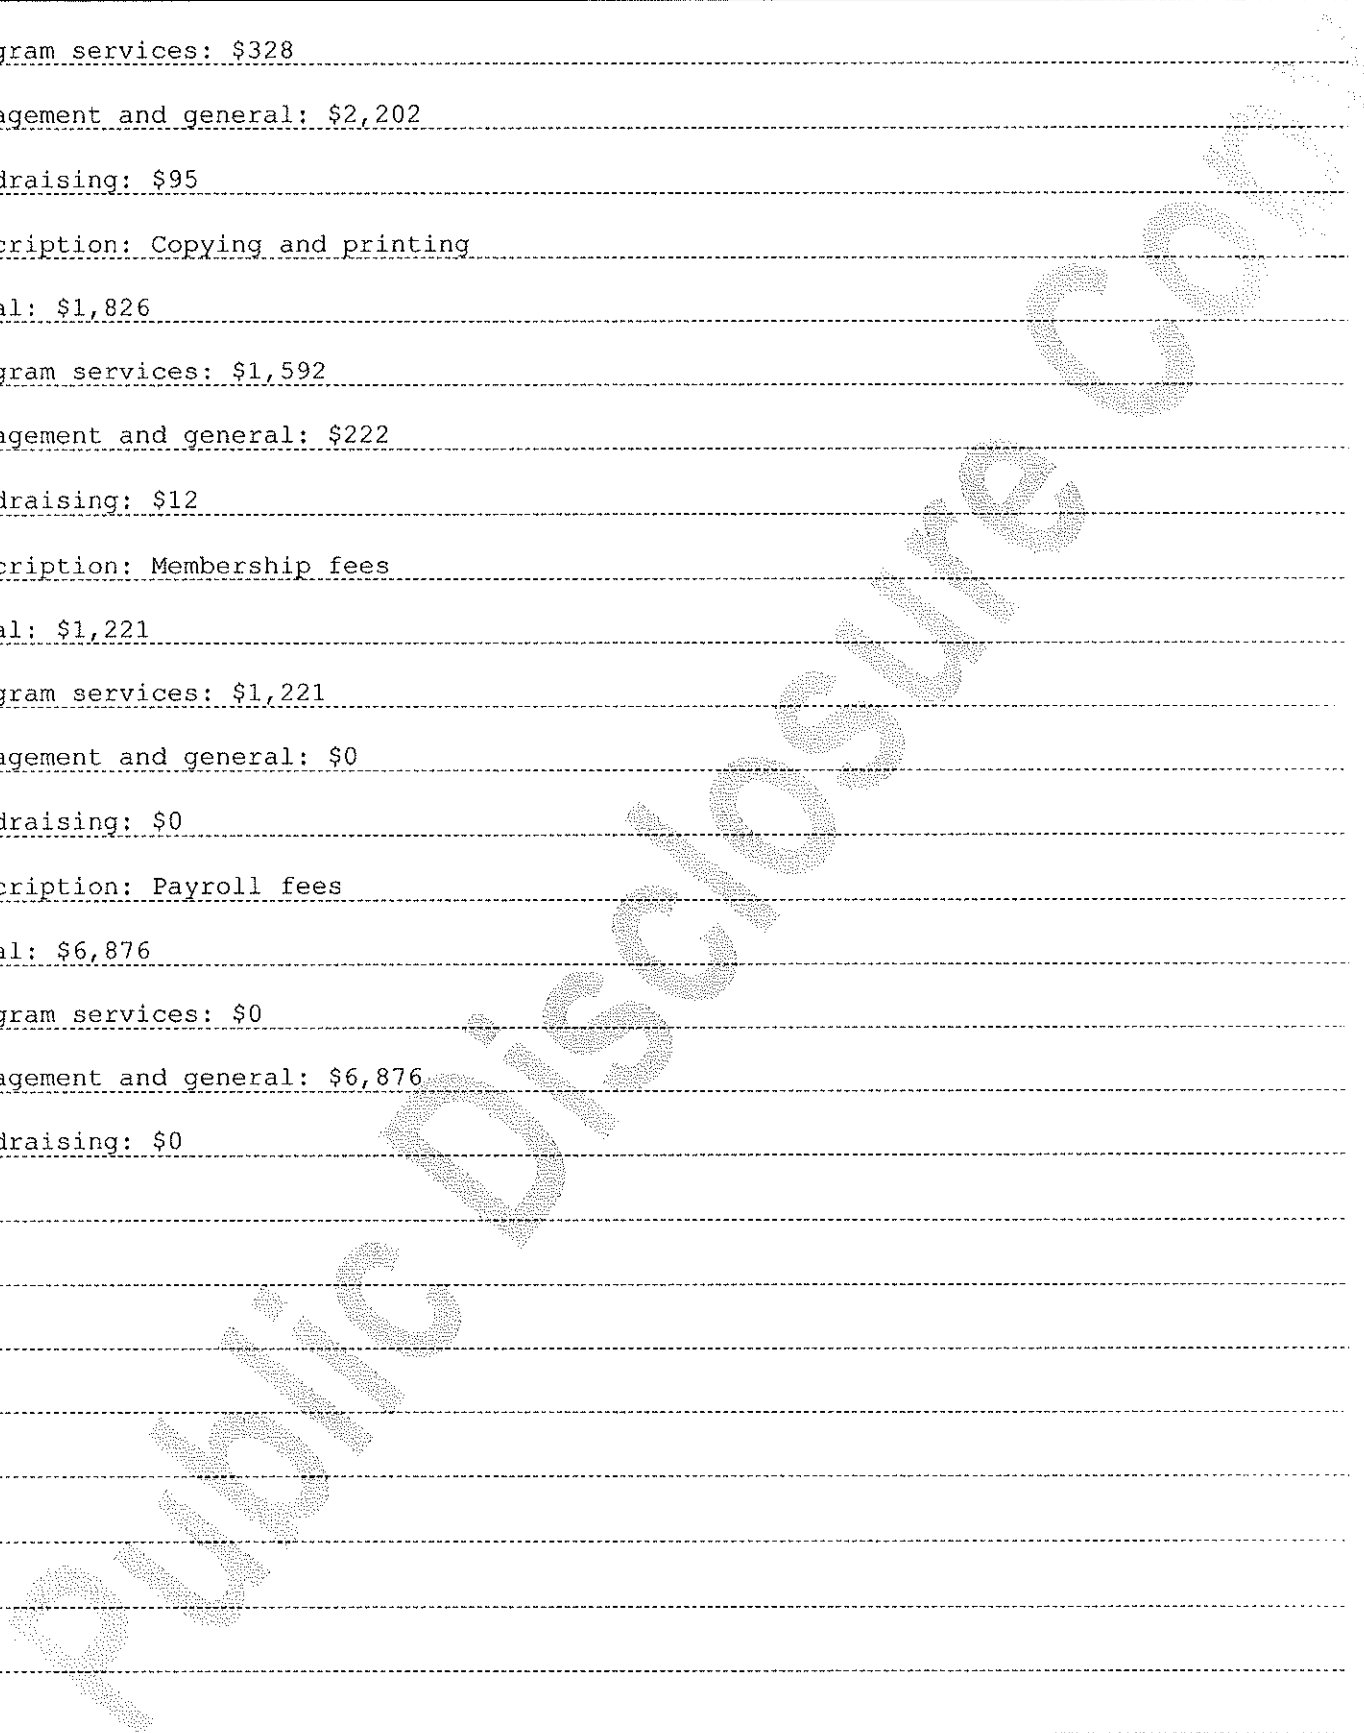 gram services: $328
agement and general: $2,202
draising: $95
cription: Copying and printing
al: $1,826
gram services: $1,592
agement and general: $222
draising: $12
cription: Membership fees
al: $1,221
gram services: $1,221
agement and general: $0
draising: $0
cription: Payroll fees
al: $6,876
gram services: $0
agement and general: $6,876
draising: $0
Public Disclosure Cop